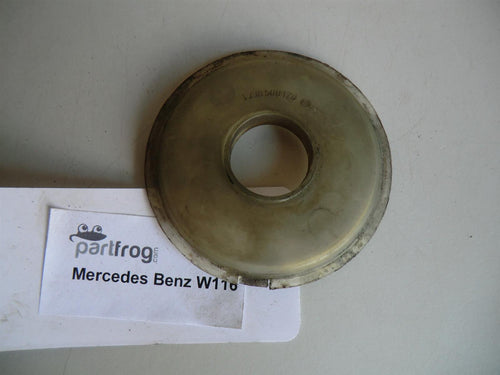 partfrog
.com
Mercedes Benz W116